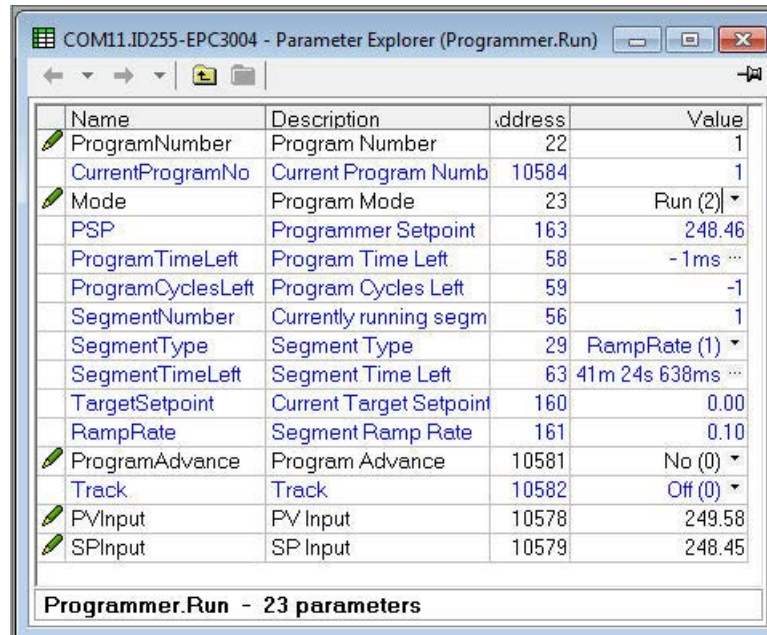 COM11.ID255-EPC3004 - Parameter Explorer (Programmer.Run)
Name Description Address Value
ProgramNumber Program Number 22 1
CurrentProgramNo Current Program Numb 10584 1
Mode Program Mode 23 Run (2)
PSP Programmer Setpoint 163 248.46
ProgramTimeLeft Program Time Left 58 -1ms ...
ProgramCyclesLeft Program Cycles Left 59 -1
SegmentNumber Currently running segm 56 1
SegmentType Segment Type 29 RampRate (1)
SegmentTimeLeft Segment Time Left 63 41m 24s 638ms ...
TargetSetpoint Current Target Setpoint 160 0.00
RampRate Segment Ramp Rate 161 0.10
ProgramAdvance Program Advance 10581 No (0)
Track Track 10582 Off (0)
PVInput PV Input 10578 249.58
SPInput SP Input 10579 248.45
Programmer.Run - 23 parameters